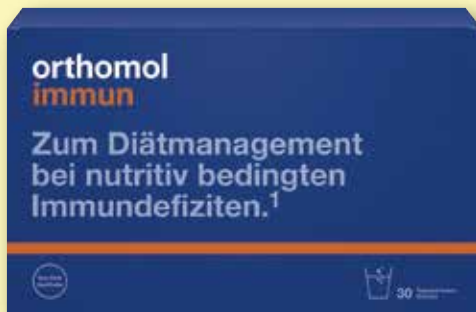 orthomol
immun
Zum Diätmanagement
bei nutritiv bedingten
Immundefiziten.¹
30